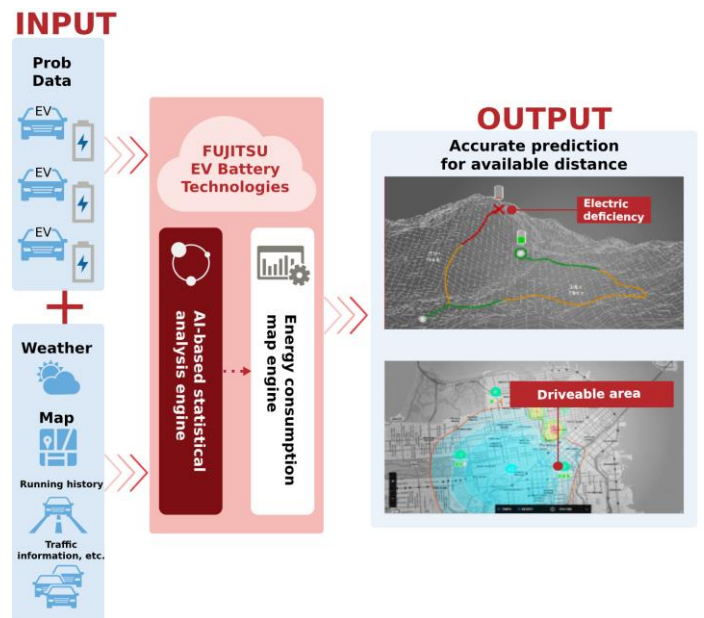 INPUT
Prob
Data
EV
EV
EV
Weather
Map
Running history
Traffic
information, etc.
FUJITSU
EV Battery
Technologies
AI-based statistical
analysis engine
Energy consumption
map engine
OUTPUT
Accurate prediction
for available distance
Electric
deficiency
Driveable area